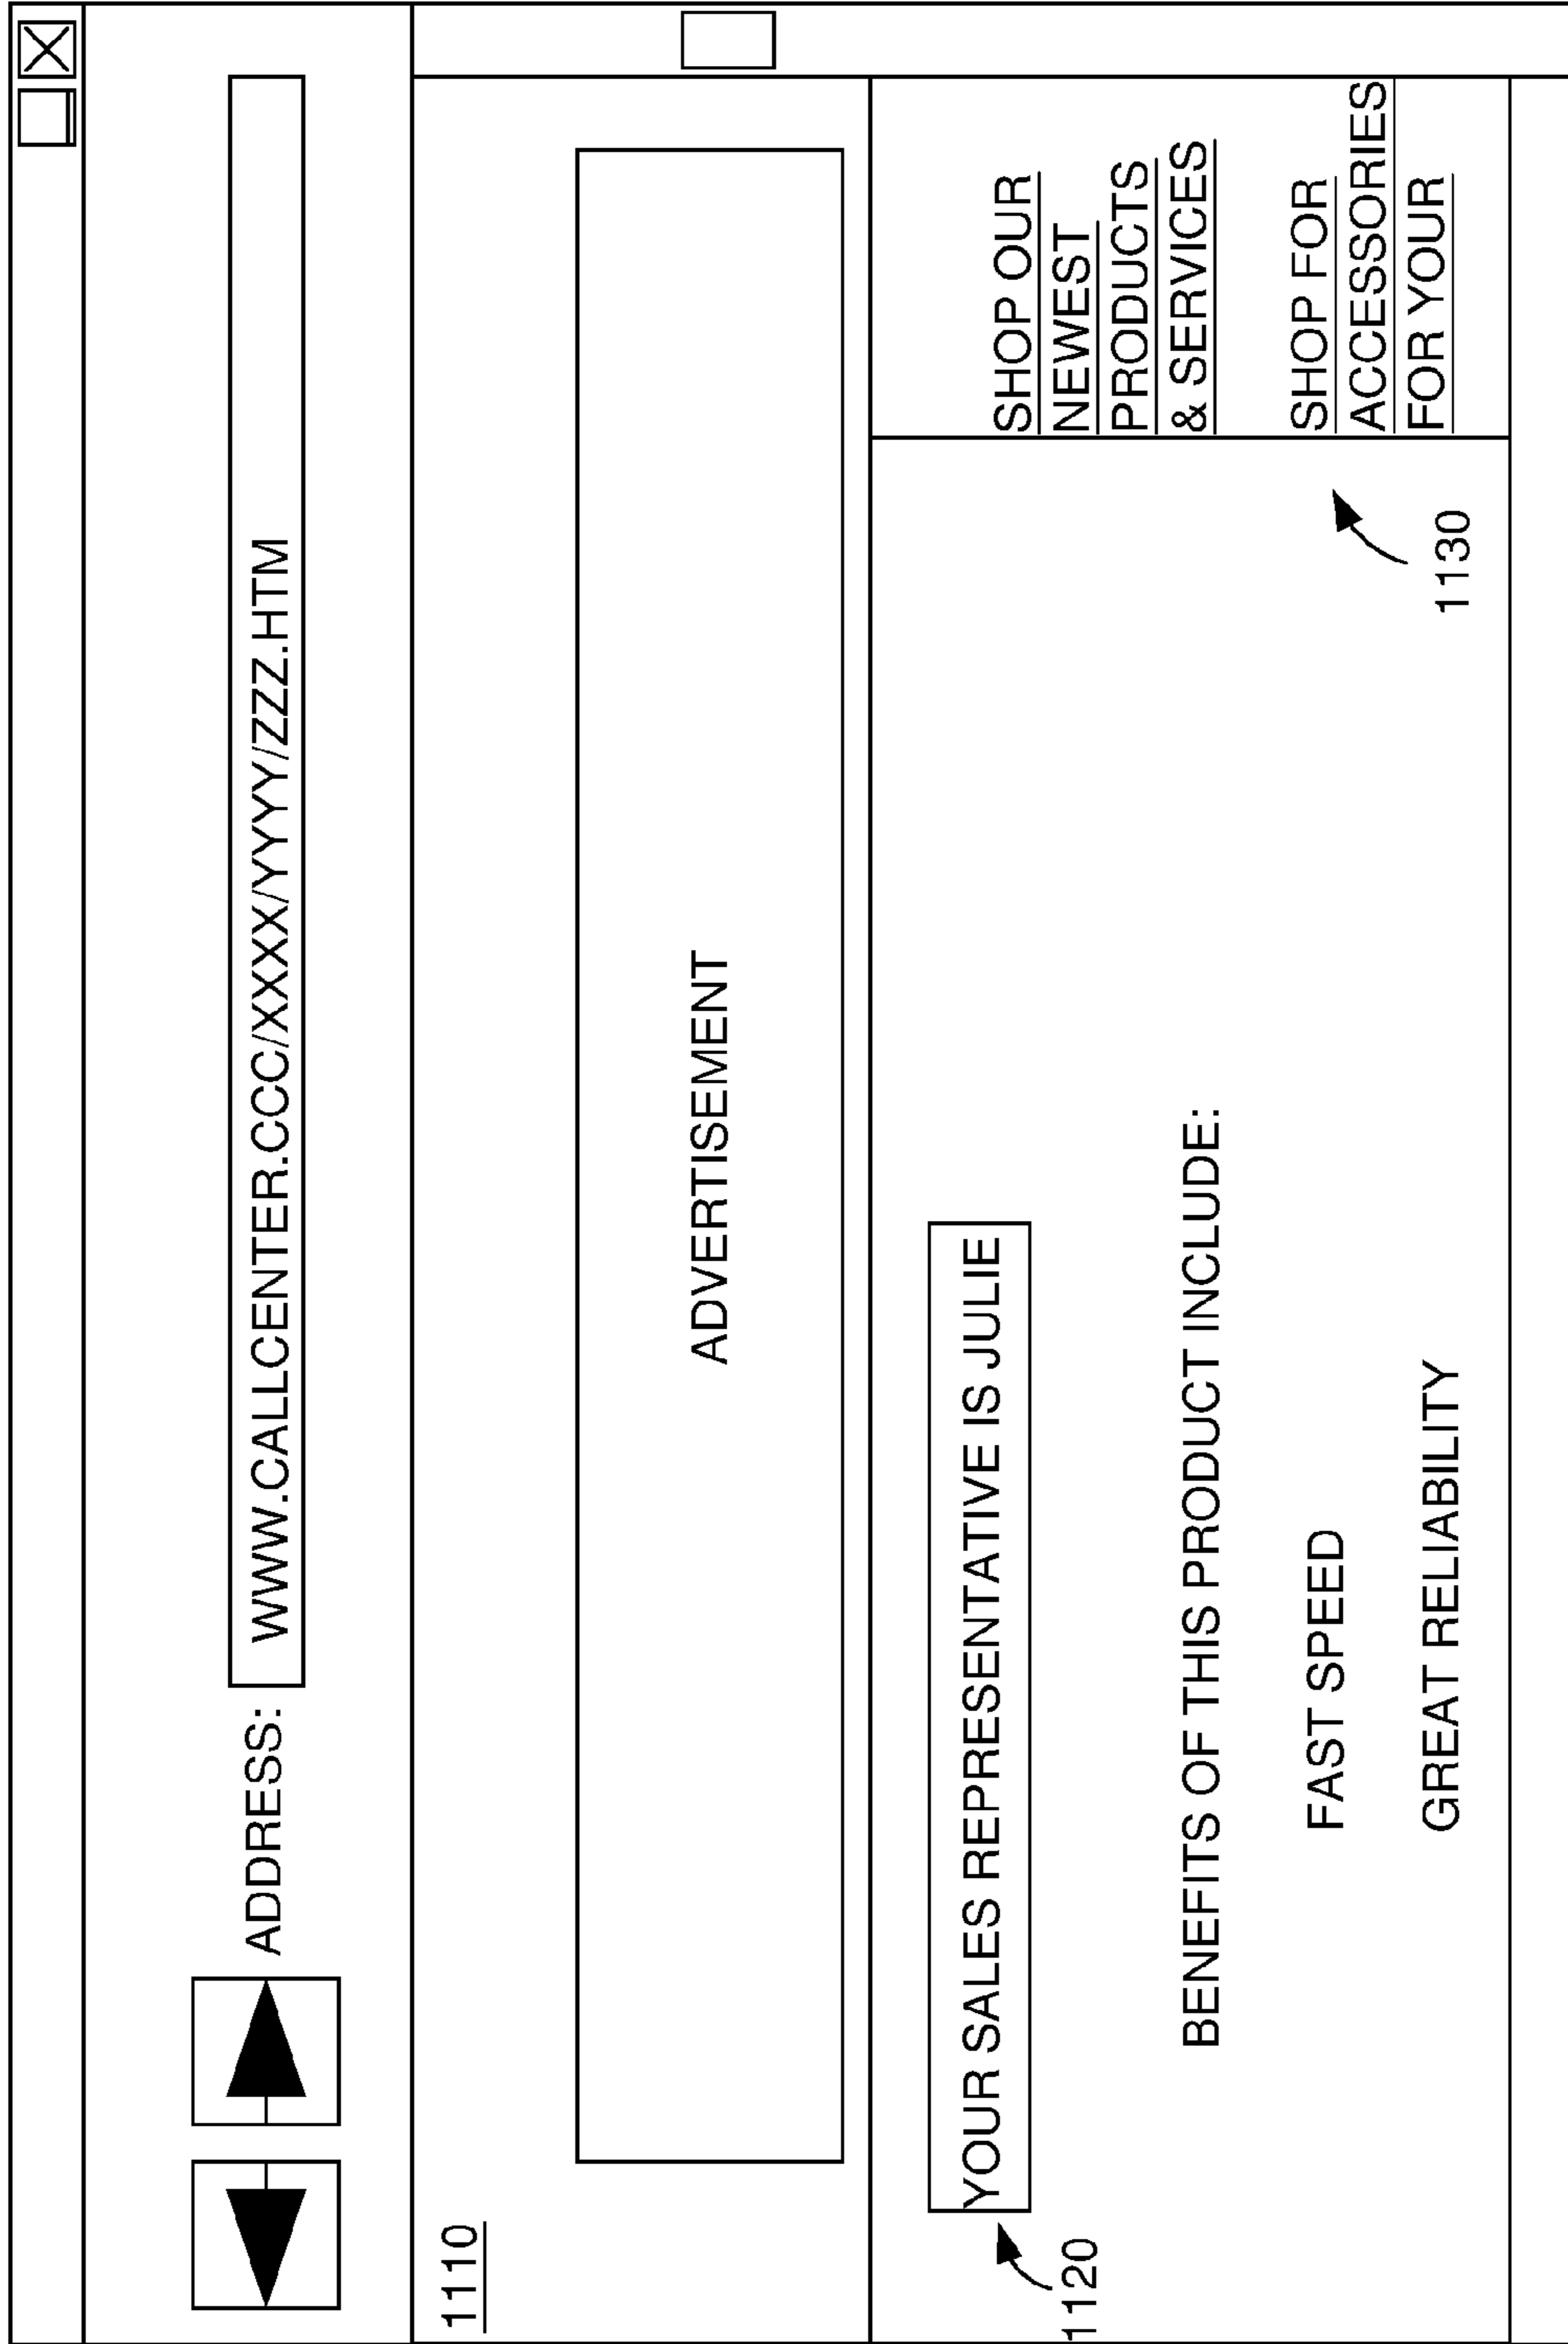 ADDRESS: WWW.CALLCENTER.CCC/XXXX/YYYY/ZZZ.HTM
1110
ADVERTISEMENT
1120
YOUR SALES REPRESENTATIVE IS JULIE
BENEFITS OF THIS PRODUCT INCLUDE:
FAST SPEED
GREAT RELIABILITY
1130
SHOP OUR
NEWEST
PRODUCTS
& SERVICES
SHOP FOR
ACCESSORIES
FOR YOUR